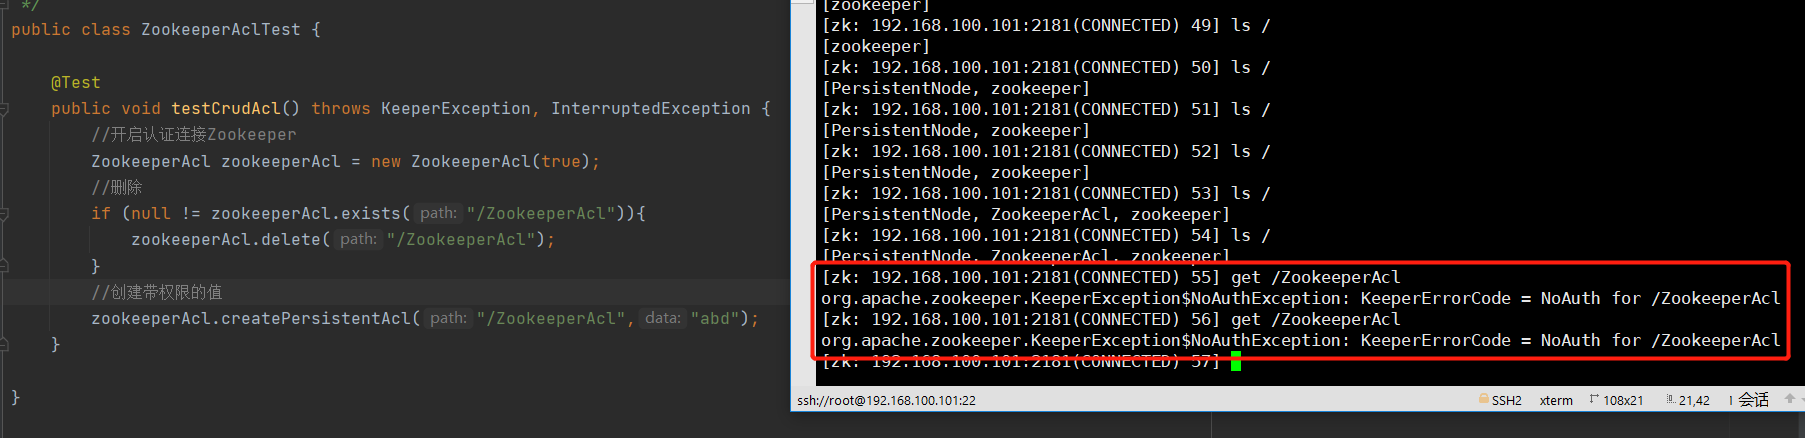 */
public class ZookeeperAclTest {
@Test
public void testCrudAcl() throws KeeperException, InterruptedException {
//开启认证连接Zookeeper
ZookeeperAcl zookeeperAcl = new ZookeeperAcl(true);
//删除
if (null != zookeeperAcl.exists( path: "/ZookeeperAcl")){
zookeeperAcl.delete( path: "/ZookeeperAcl");
}
//创建带权限的值
zookeeperAcl.createPersistentAcl( path: "/ZookeeperAcl", data: "abd");
}
}
[zookeeper]
[zk: 192.168.100.101:2181(CONNECTED) 49] ls /
[zookeeper]
[zk: 192.168.100.101:2181(CONNECTED) 50] ls /
[PersistentNode, zookeeper]
[zk: 192.168.100.101:2181(CONNECTED) 51] ls /
[PersistentNode, zookeeper]
[zk: 192.168.100.101:2181(CONNECTED) 52] ls /
[PersistentNode, zookeeper]
[zk: 192.168.100.101:2181(CONNECTED) 53] ls /
[PersistentNode, ZookeeperAcl, zookeeper]
[zk: 192.168.100.101:2181(CONNECTED) 54] ls /
[PersistentNode, ZookeeperAcl, zookeeper]
[zk: 192.168.100.101:2181(CONNECTED) 55] get /ZookeeperAcl
org.apache.zookeeper.KeeperException$NoAuthException: KeeperErrorCode = NoAuth for /ZookeeperAcl
[zk: 192.168.100.101:2181(CONNECTED) 56] get /ZookeeperAcl
org.apache.zookeeper.KeeperException$NoAuthException: KeeperErrorCode = NoAuth for /ZookeeperAcl
[zk: 192.168.100.101:2181(CONNECTED) 57]
ssh://root@192.168.100.101:22 SSH2 xterm 108x21 21,42 1 会话